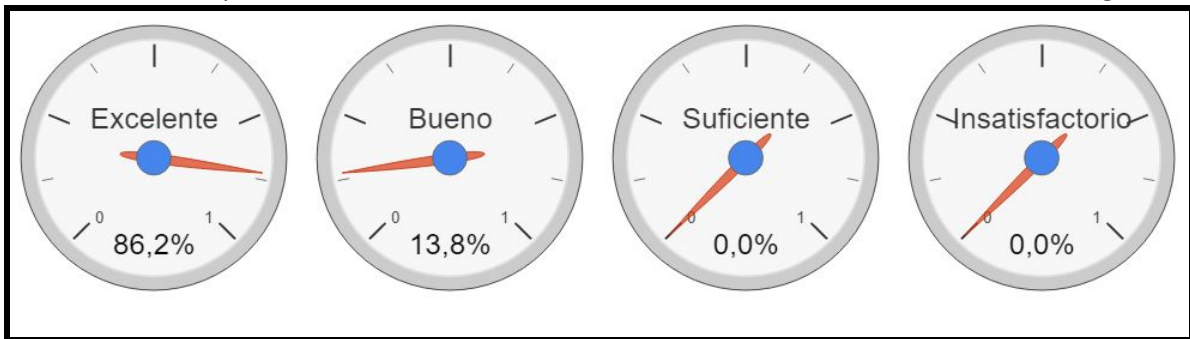 Excelente
0 1
86,2%
Bueno
0 1
13,8%
Suficiente
0 1
0,0%
Insatisfactorio
0 1
0,0%